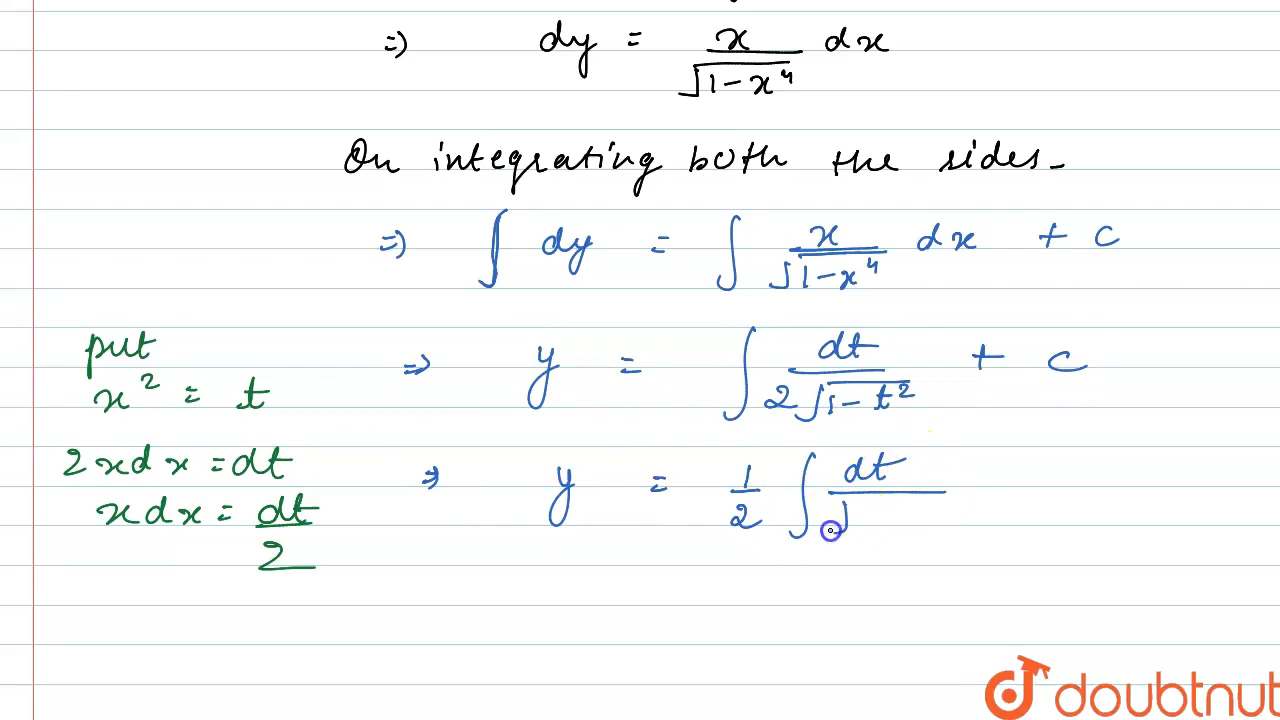 => dy = x/√(1-x⁴) dx
On integrating both the sides-
=> ∫ dy = ∫ x/√(1-x⁴) dx + c
put
x² = t
=> y = ∫ dt/(2√(1-t²)) + c
2xdx = dt
xdx = dt/2
=> y = 1/2 ∫ dt/√
doubtnut